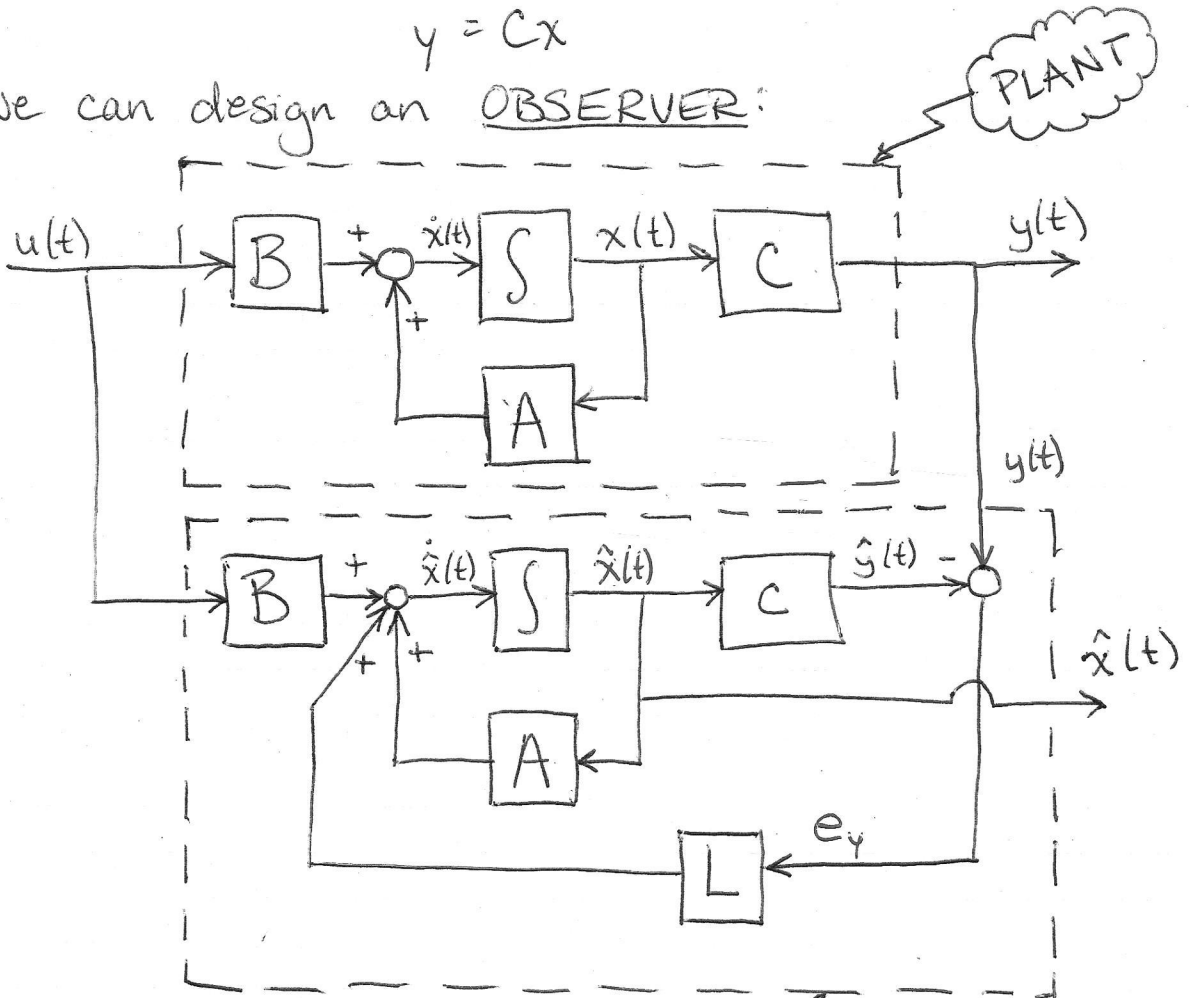 y = Cx
we can design an OBSERVER:
PLANT
u(t)
B
+
ẋ(t)
∫
x(t)
C
y(t)
+
A
y(t)
B
+
x̂̇(t)
∫
x̂(t)
C
ŷ(t)
-
+
+
x̂(t)
A
e_y
L